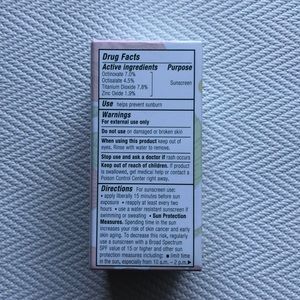 Drug Facts
Active ingredients Purpose
Octinoxate 7.0%
Octisalate 4.5%
Titanium Dioxide 7.8% Sunscreen
Zinc Oxide 1.9%
Use helps prevent sunburn
Warnings
For external use only
Do not use on damaged or broken skin
When using this product keep out of
eyes. Rinse with water to remove.
Stop use and ask a doctor if rash occurs
Keep out of reach of children. If product
is swallowed, get medical help or contact a
Poison Control Center right away.
Directions For sunscreen use:
• apply liberally 15 minutes before sun
exposure • reapply at least every two
hours • use a water resistant sunscreen if
swimming or sweating • Sun Protection
Measures. Spending time in the sun
increases your risk of skin cancer and early
skin aging. To decrease this risk, regularly
use a sunscreen with a Broad Spectrum
SPF value of 15 or higher and other sun
protection measures including: • limit time
in the sun, especially from 10 a.m. – 2 p.m.